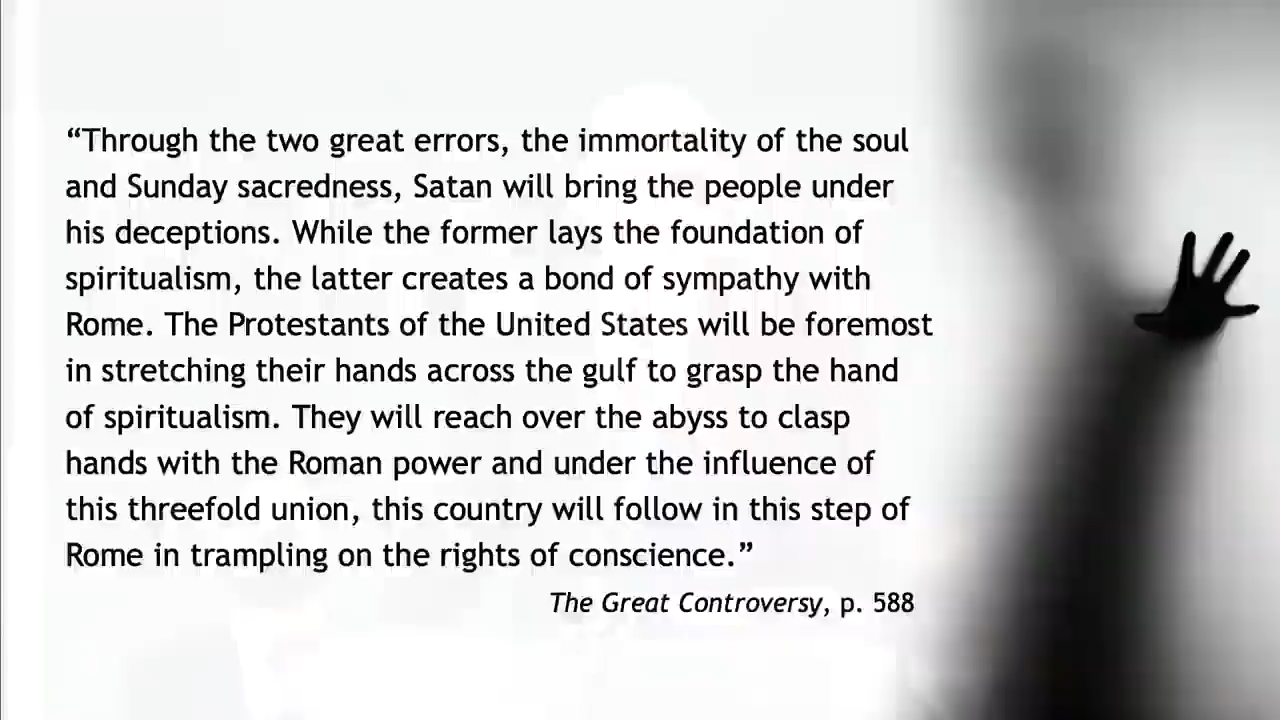 “Through the two great errors, the immortality of the soul
and Sunday sacredness, Satan will bring the people under
his deceptions. While the former lays the foundation of
spiritualism, the latter creates a bond of sympathy with
Rome. The Protestants of the United States will be foremost
in stretching their hands across the gulf to grasp the hand
of spiritualism. They will reach over the abyss to clasp
hands with the Roman power and under the influence of
this threefold union, this country will follow in this step of
Rome in trampling on the rights of conscience.”
The Great Controversy, p. 588